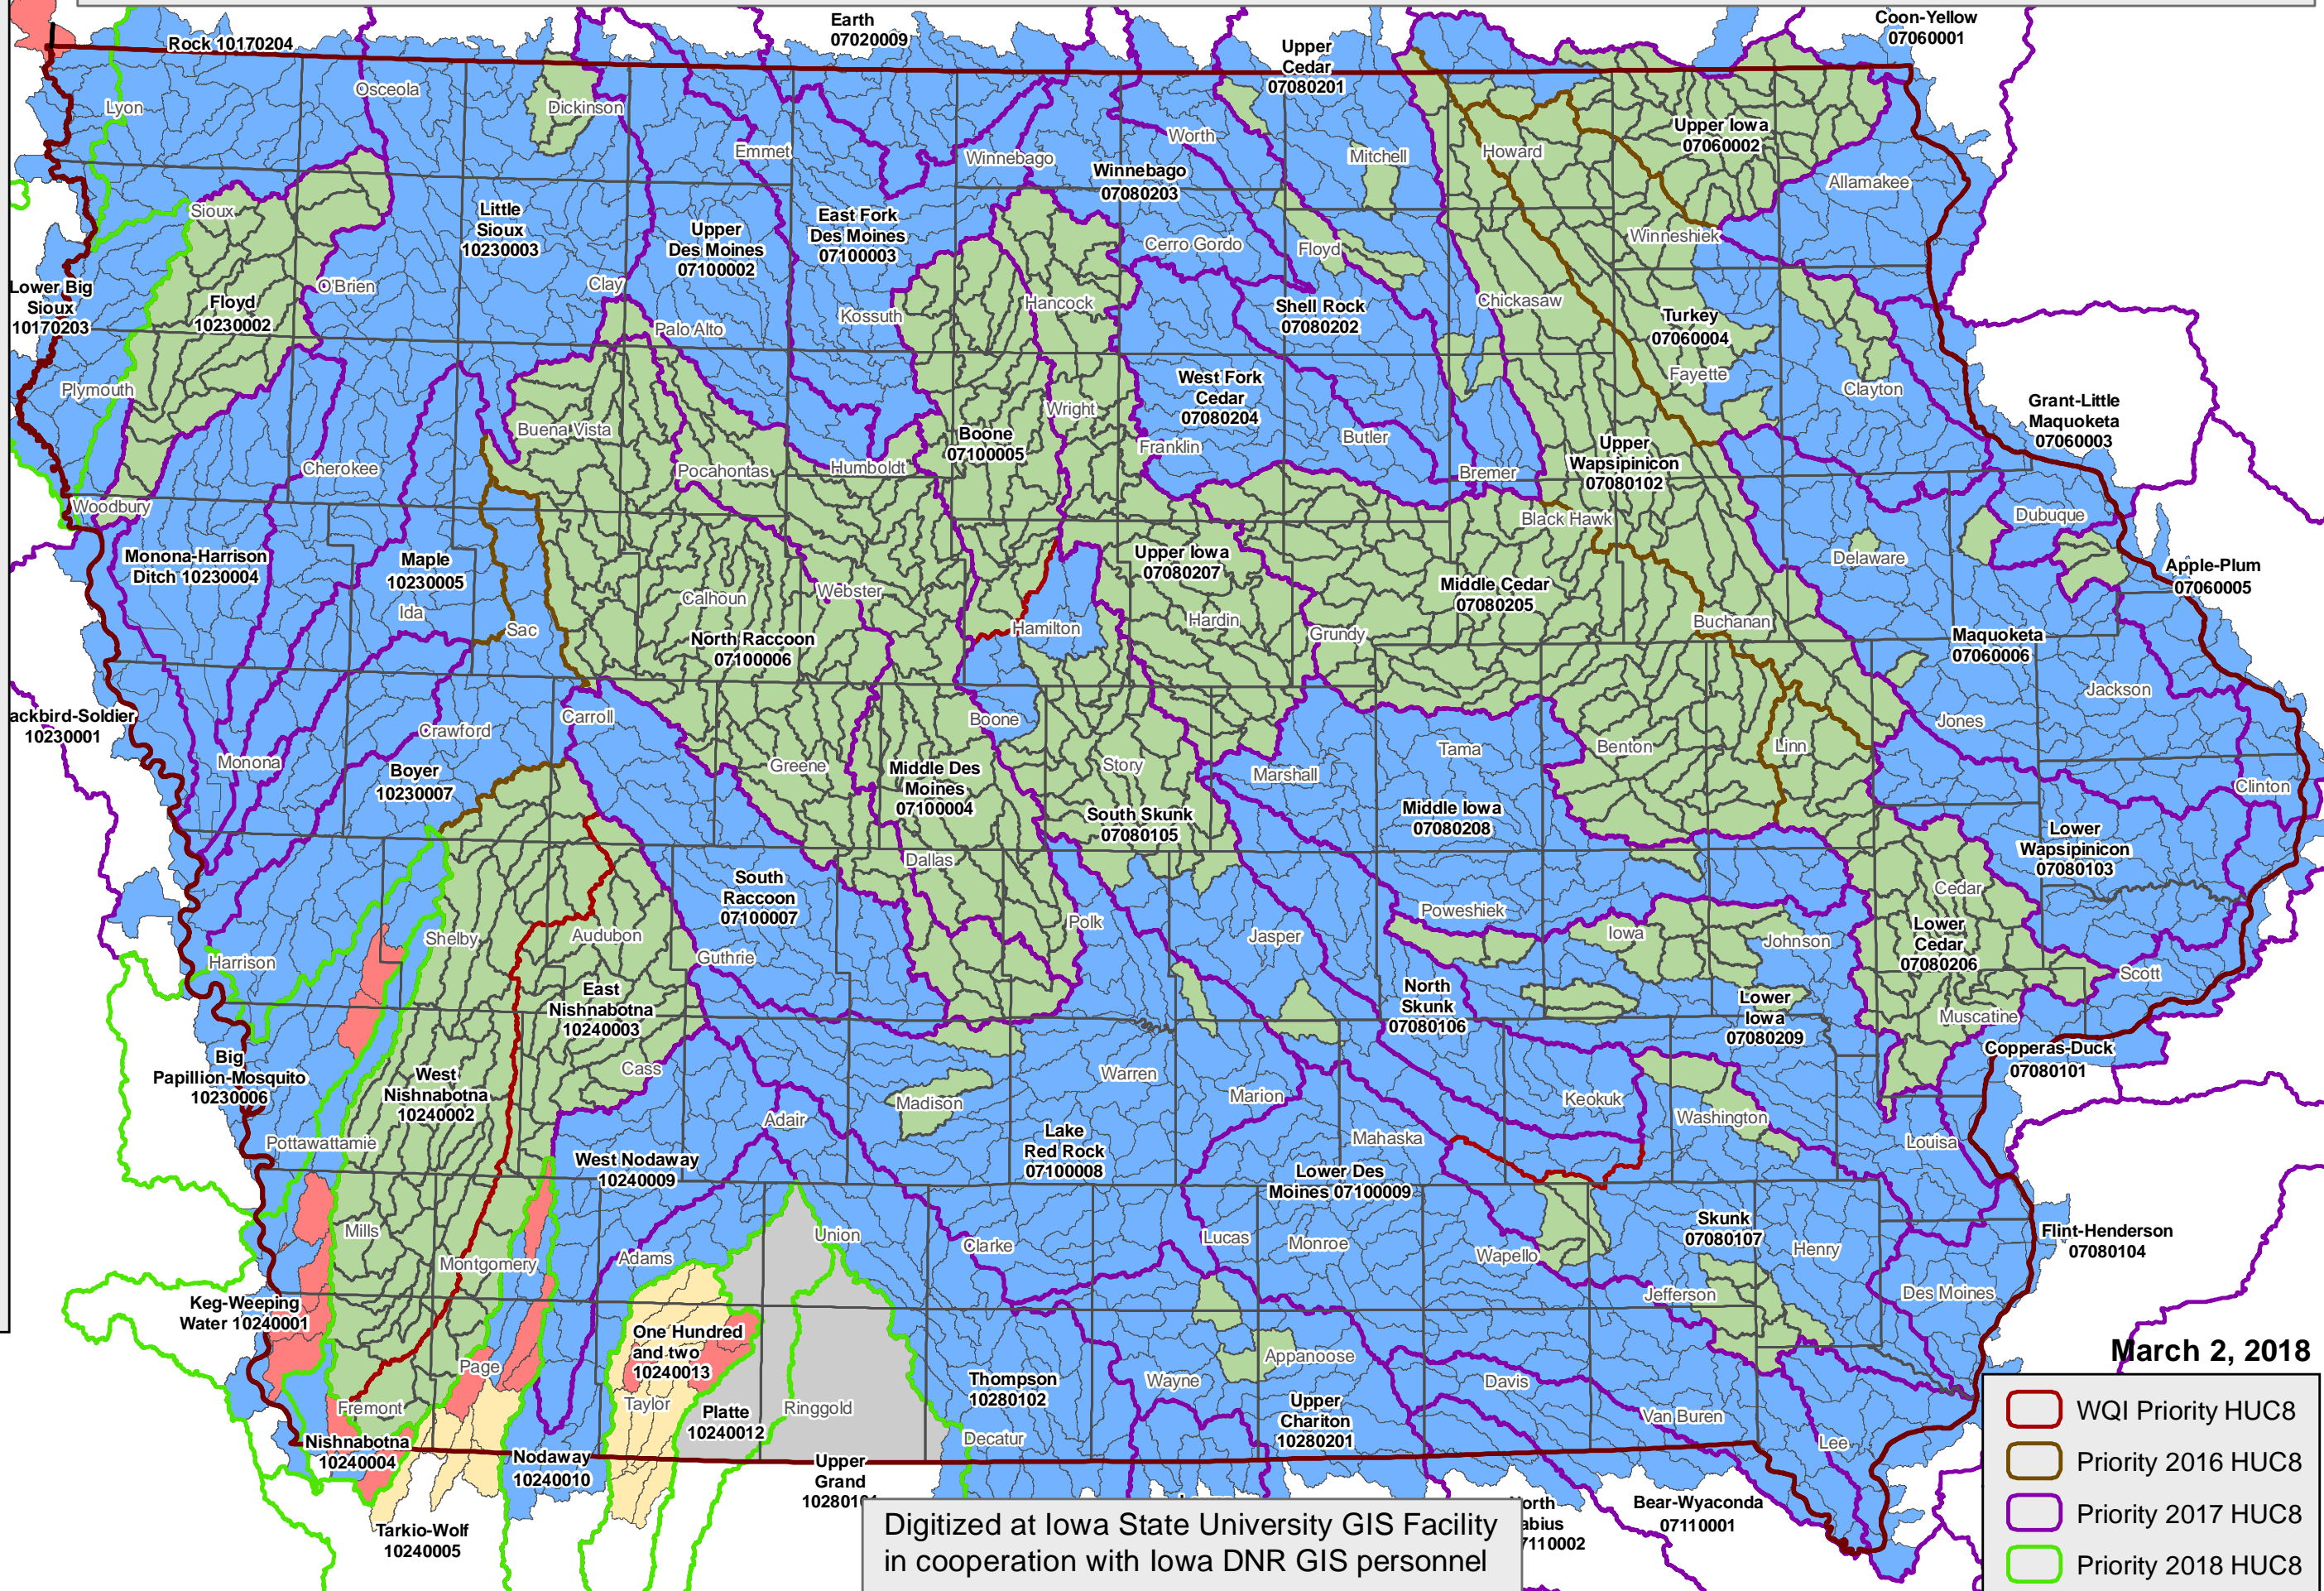 Earth
07020009
Coon-Yellow
07060001
Rock 10170204
Upper
Cedar
07080201
Lyon
Osceola
Dickinson
Emmet
Winnebago
Worth
Mitchell
Howard
Upper Iowa
07060002
Winnebago
07080203
Allamakee
Sioux
Little
Sioux
10230003
Upper
Des Moines
07100002
East Fork
Des Moines
07100003
Cerro Gordo
Floyd
Winneshiek
Lower Big
Sioux
10170203
Floyd
10230002
O'Brien
Clay
Palo Alto
Kossuth
Hancock
Shell Rock
07080202
Chickasaw
Turkey
07060004
Fayette
Clayton
Plymouth
Buena Vista
Cherokee
Pocahontas
Humboldt
Wright
Boone
07100005
West Fork
Cedar
07080204
Franklin
Butler
Bremer
Upper
Wapsipinicon
07080102
Grant-Little
Maquoketa
07060003
Woodbury
Black Hawk
Dubuque
Monona-Harrison
Ditch 10230004
Maple
10230005
Ida
Sac
Calhoun
Webster
North Raccoon
07100006
Hamilton
Upper Iowa
07080207
Hardin
Grundy
Middle Cedar
07080205
Buchanan
Delaware
Apple-Plum
07060005
Maquoketa
07060006
Jackson
ackbird-Soldier
10230001
Monona
Crawford
Carroll
Boyer
10230007
Greene
Boone
Middle Des
Moines
07100004
Story
South Skunk
07080105
Marshall
Tama
Middle Iowa
07080208
Benton
Linn
Jones
Clinton
Lower
Wapsipinicon
07080103
Dallas
South
Raccoon
07100007
Polk
Jasper
Poweshiek
Iowa
Johnson
Cedar
Lower
Cedar
07080206
Scott
Harrison
Shelby
Audubon
Guthrie
East
Nishnabotna
10240003
North
Skunk
07080106
Lower
Iowa
07080209
Muscatine
Copperas-Duck
07080101
Big
Papillion-Mosquito
10230006
West
Nishnabotna
10240002
Cass
Adair
Madison
Warren
Marion
Keokuk
Washington
Louisa
Pottawattamie
West Nodaway
10240009
Lake
Red Rock
07100008
Mahaska
Lower Des
Moines 07100009
Mills
Montgomery
Adams
Union
Clarke
Lucas
Monroe
Wapello
Skunk
07080107
Henry
Flint-Henderson
07080104
Keg-Weeping
Water 10240001
Jefferson
Des Moines
One Hundred
and two
10240013
Page
Taylor
Fremont
Platte
10240012
Ringgold
Thompson
10280102
Decatur
Wayne
Appanoose
Upper
Chariton
10280201
Davis
Van Buren
Lee
Nishnabotna
10240004
Nodaway
10240010
Upper
Grand
Tarkio-Wolf
10240005
Bear-Wyaconda
07110001
Digitized at Iowa State University GIS Facility
in cooperation with Iowa DNR GIS personnel
March 2, 2018
WQI Priority HUC8
Priority 2016 HUC8
Priority 2017 HUC8
Priority 2018 HUC8